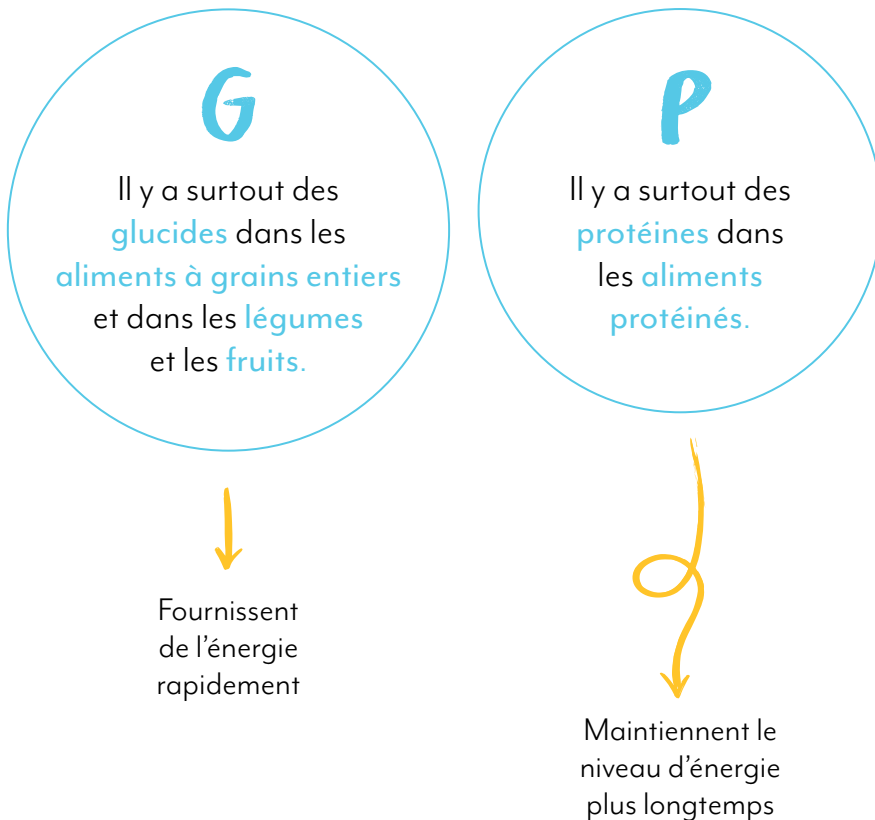 G
Il y a surtout des
glucides dans les
aliments à grains entiers
et dans les légumes
et les fruits.
Fournissent
de l’énergie
rapidement
P
Il y a surtout des
protéines dans
les aliments
protéinés.
Maintiennent le
niveau d’énergie
plus longtemps